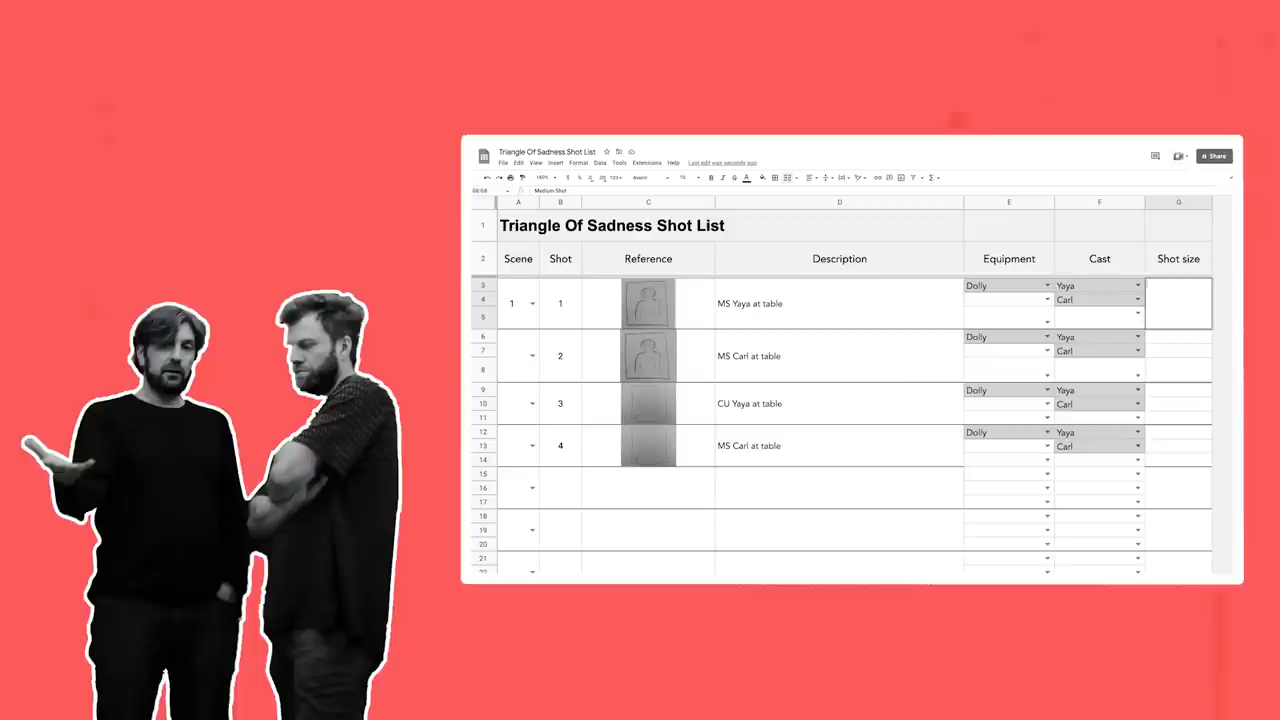 Triangle Of Sadness Shot List
File Edit View Insert Format Data Tools Extensions Help Last edit was seconds ago
Share
Medium Shot
A B C D E F G
1 Triangle Of Sadness Shot List
2 Scene Shot Reference Description Equipment Cast Shot size
3 Dolly Yaya
4 1 1 MS Yaya at table Carl
5
6 Dolly Yaya
7 2 MS Carl at table Carl
8
9 Dolly Yaya
10 3 CU Yaya at table Carl
11
12 Dolly Yaya
13 4 MS Carl at table Carl
14
15
16
17
18
19
20
21